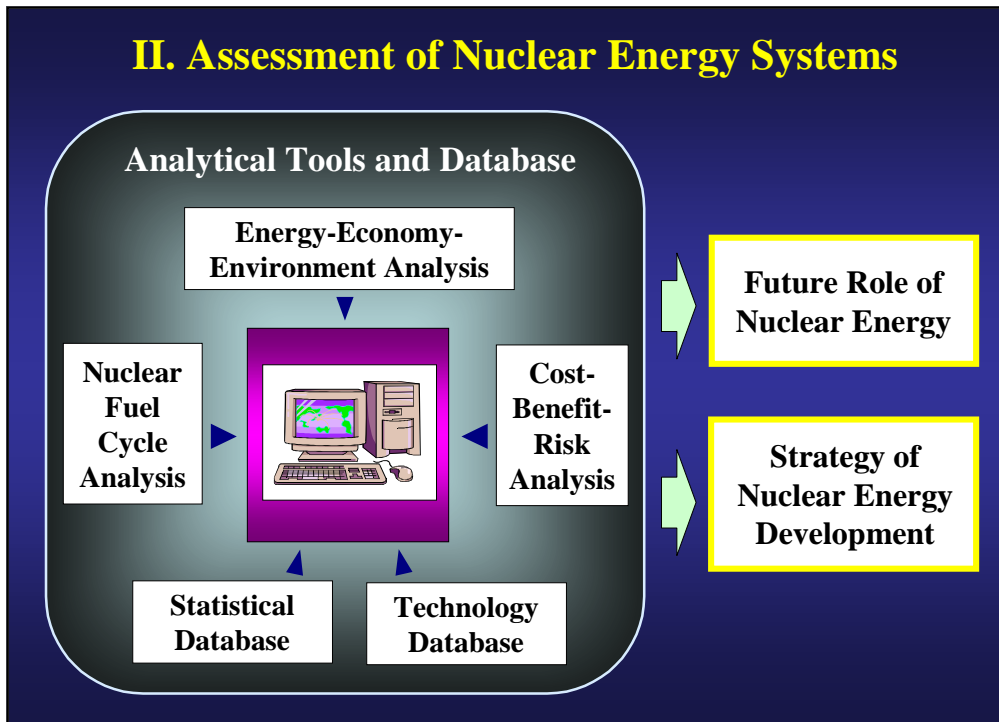 II. Assessment of Nuclear Energy Systems
Analytical Tools and Database
Energy-Economy-
Environment Analysis
Nuclear
Fuel
Cycle
Analysis
Cost-
Benefit-
Risk
Analysis
Statistical
Database
Technology
Database
Future Role of
Nuclear Energy
Strategy of
Nuclear Energy
Development